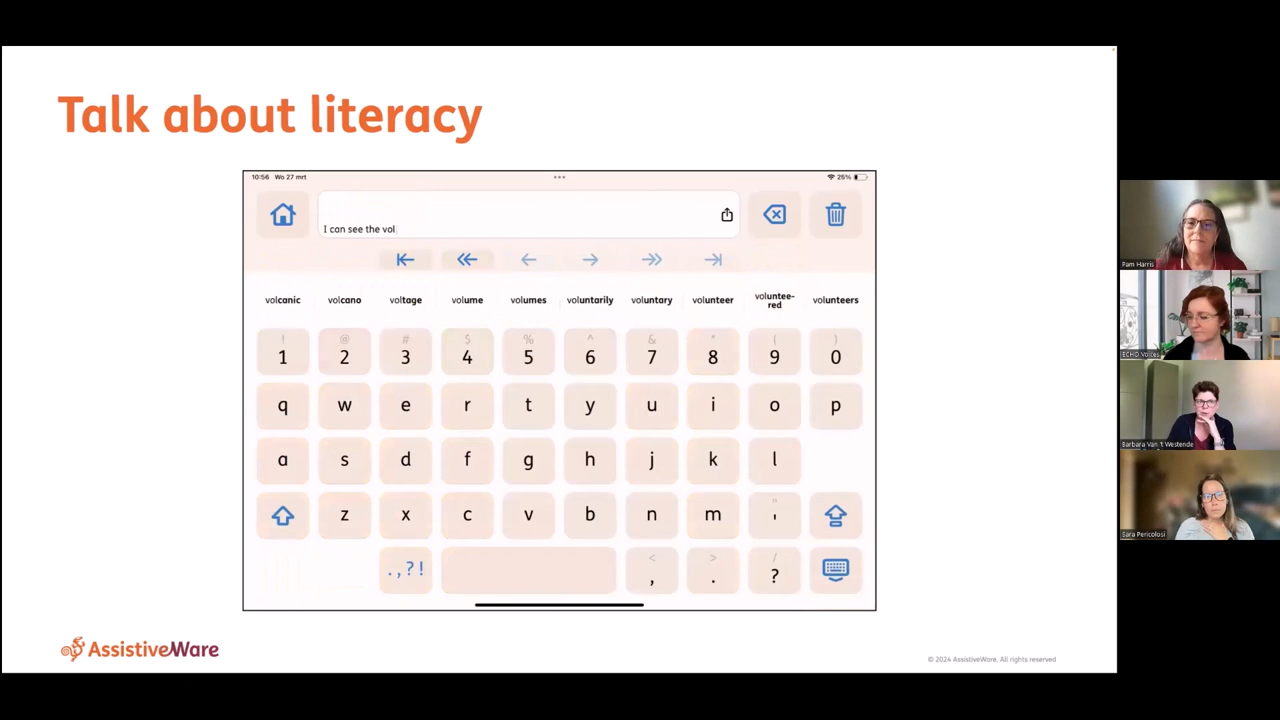 Talk about literacy
10:56 Wo 27 mrt
25%
I can see the vol
volcanic volcano voltage volume volumes voluntarily voluntary volunteer voluntee-
red volunteers
! @ # $ % ^ & * ( )
1 2 3 4 5 6 7 8 9 0
q w e r t y u i o p
a s d f g h j k l
"
z x c v b n m '
< > /
.,?! , . ?
AssistiveWare
© 2024 AssistiveWare. All rights reserved
Pam Harris
ECHO Voices
Barbara Van 't Westende
Sara Pericolosi